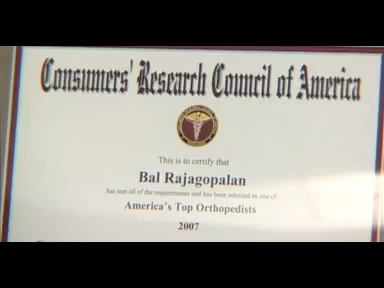 Consumers' Research Council of America
This is to certify that
Bal Rajagopalan
has met all of the requirements and has been selected as one of
America's Top Orthopedists
2007